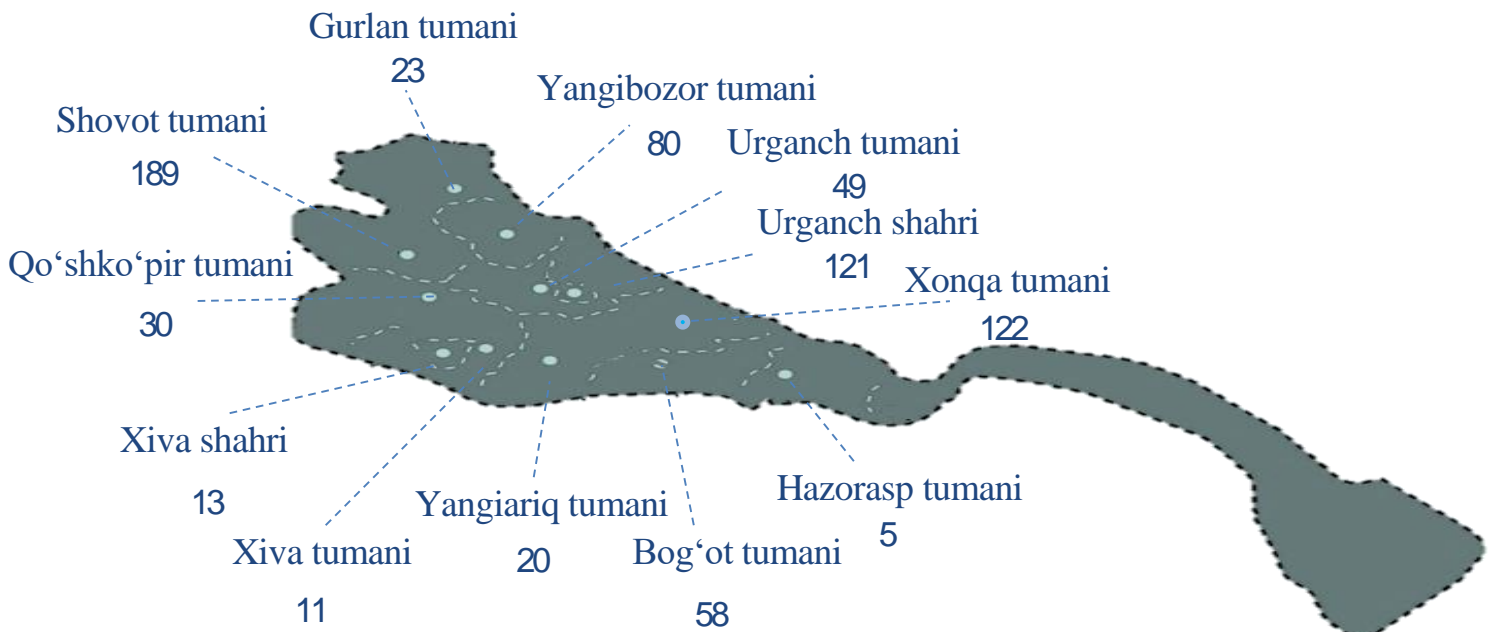 Gurlan tumani
23
Yangibozor tumani
80
Shovot tumani
189
Urganch tumani
49
Urganch shahri
121
Qo‘shko‘pir tumani
30
Xonqa tumani
122
Xiva shahri
13
Yangiariq tumani
20
Hazorasp tumani
5
Xiva tumani
11
Bog‘ot tumani
58